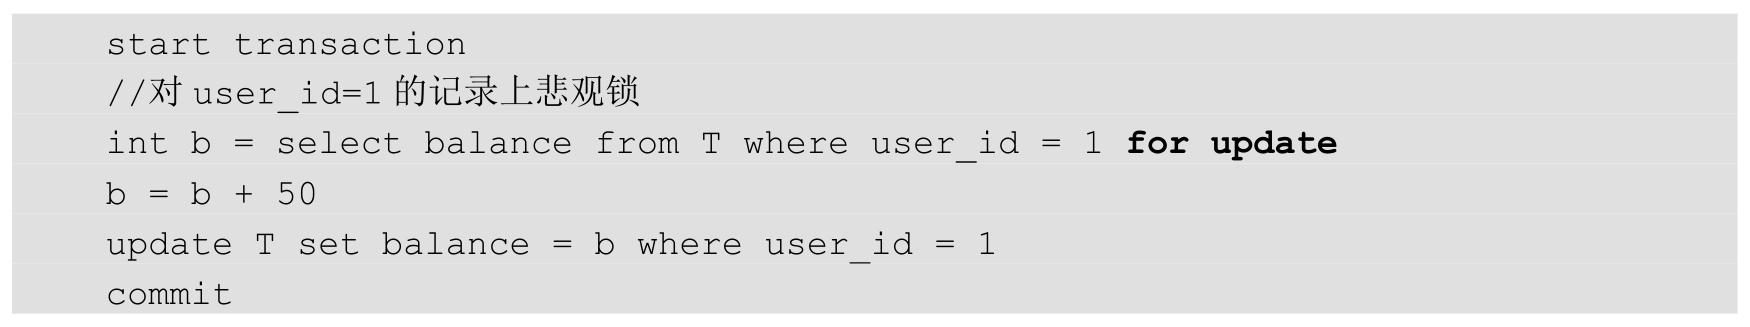 start transaction
//对 user_id=1 的记录上悲观锁
int b = select balance from T where user_id = 1 for update
b = b + 50
update T set balance = b where user_id = 1
commit